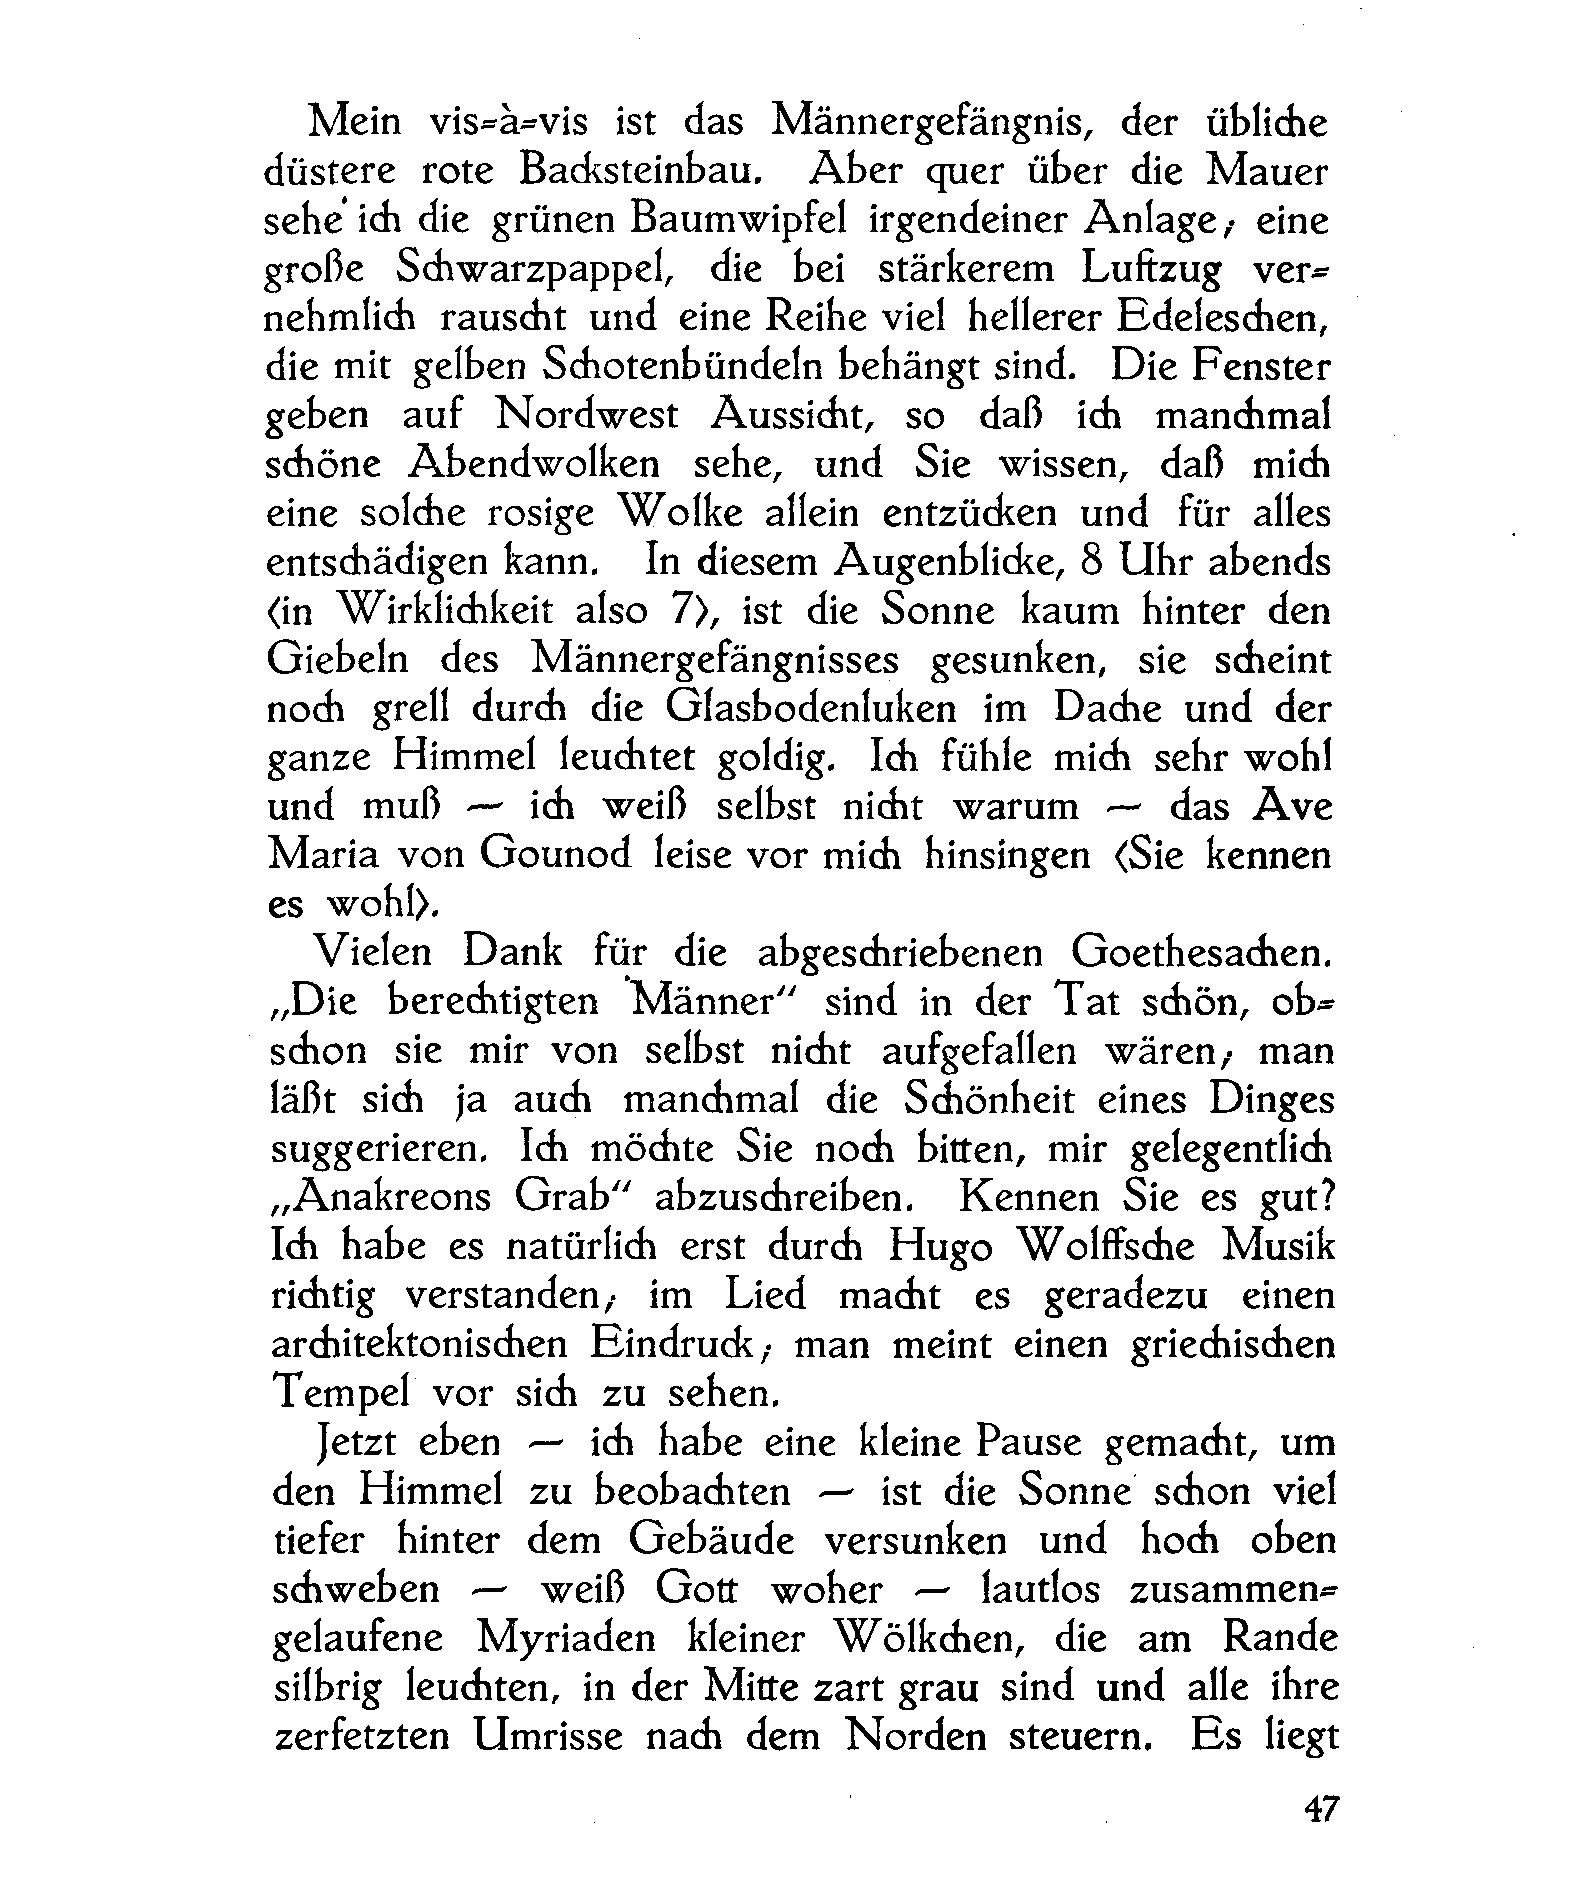 Mein vis-à-vis ist das Männergefängnis, der übliche
düstere rote Backsteinbau. Aber quer über die Mauer
sehe ich die grünen Baumwipfel irgendeiner Anlage; eine
große Schwarzpappel, die bei stärkerem Luftzug ver-
nehmlich rauscht und eine Reihe viel hellerer Edeleschen,
die mit gelben Schotenbündeln behängt sind. Die Fenster
geben auf Nordwest Aussicht, so daß ich manchmal
schöne Abendwolken sehe, und Sie wissen, daß mich
eine solche rosige Wolke allein entzücken und für alles
entschädigen kann. In diesem Augenblicke, 8 Uhr abends
(in Wirklichkeit also 7), ist die Sonne kaum hinter den
Giebeln des Männergefängnisses gesunken, sie scheint
noch grell durch die Glasbodenluken im Dache und der
ganze Himmel leuchtet goldig. Ich fühle mich sehr wohl
und muß — ich weiß selbst nicht warum — das Ave
Maria von Gounod leise vor mich hinsingen (Sie kennen
es wohl).
Vielen Dank für die abgeschriebenen Goethesachen.
„Die berechtigten Männer" sind in der Tat schön, ob-
schon sie mir von selbst nicht aufgefallen wären; man
läßt sich ja auch manchmal die Schönheit eines Dinges
suggerieren. Ich möchte Sie noch bitten, mir gelegentlich
„Anakreons Grab" abzuschreiben. Kennen Sie es gut?
Ich habe es natürlich erst durch Hugo Wolffsche Musik
richtig verstanden; im Lied macht es geradezu einen
architektonischen Eindruck; man meint einen griechischen
Tempel vor sich zu sehen.
Jetzt eben — ich habe eine kleine Pause gemacht, um
den Himmel zu beobachten — ist die Sonne schon viel
tiefer hinter dem Gebäude versunken und hoch oben
schweben — weiß Gott woher — lautlos zusammen-
gelaufene Myriaden kleiner Wölkchen, die am Rande
silbrig leuchten, in der Mitte zart grau sind und alle ihre
zerfetzten Umrisse nach dem Norden steuern. Es liegt
47